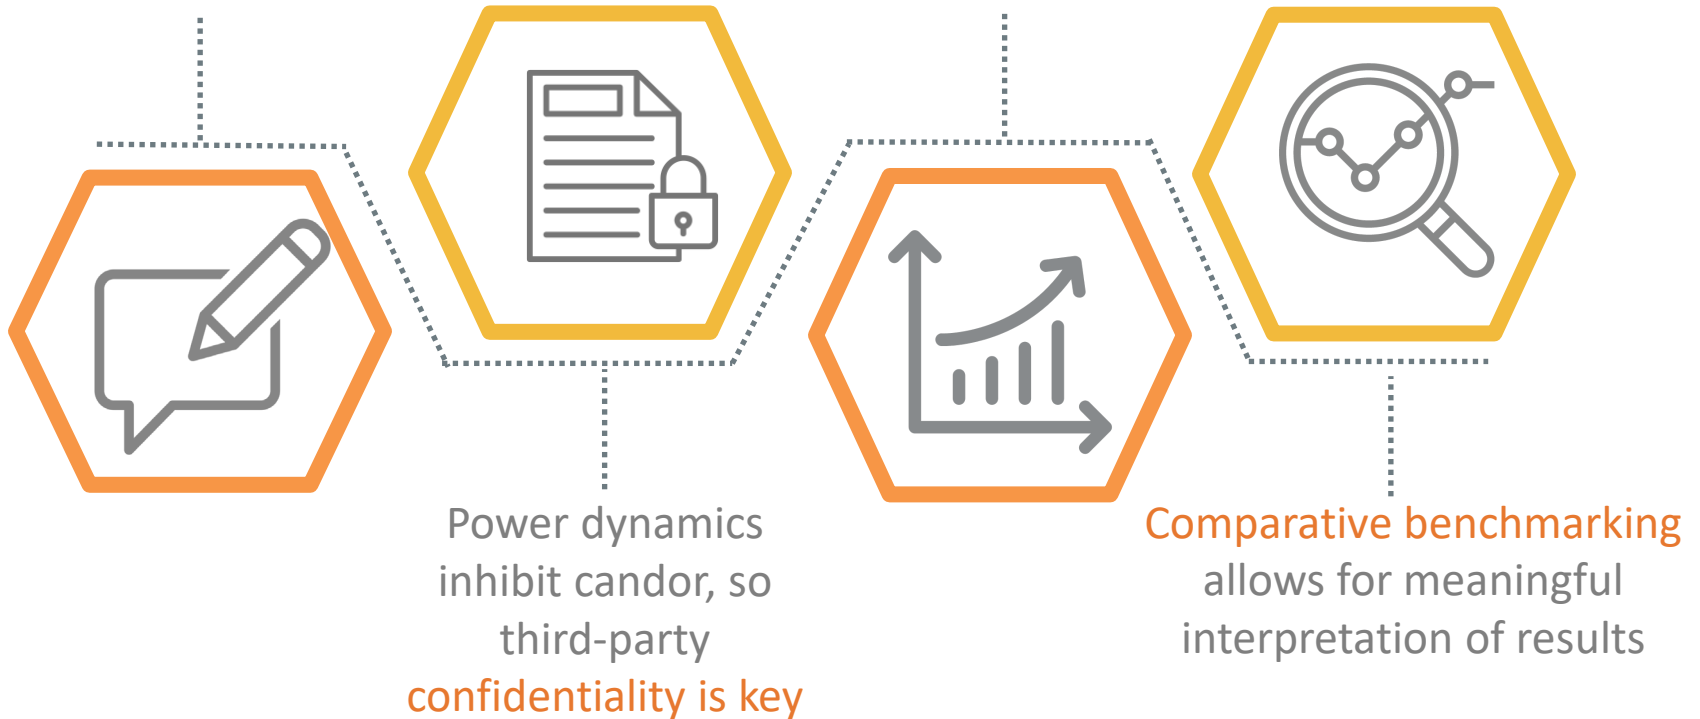 Power dynamics
inhibit candor, so
third-party
confidentiality is key
Comparative benchmarking
allows for meaningful
interpretation of results